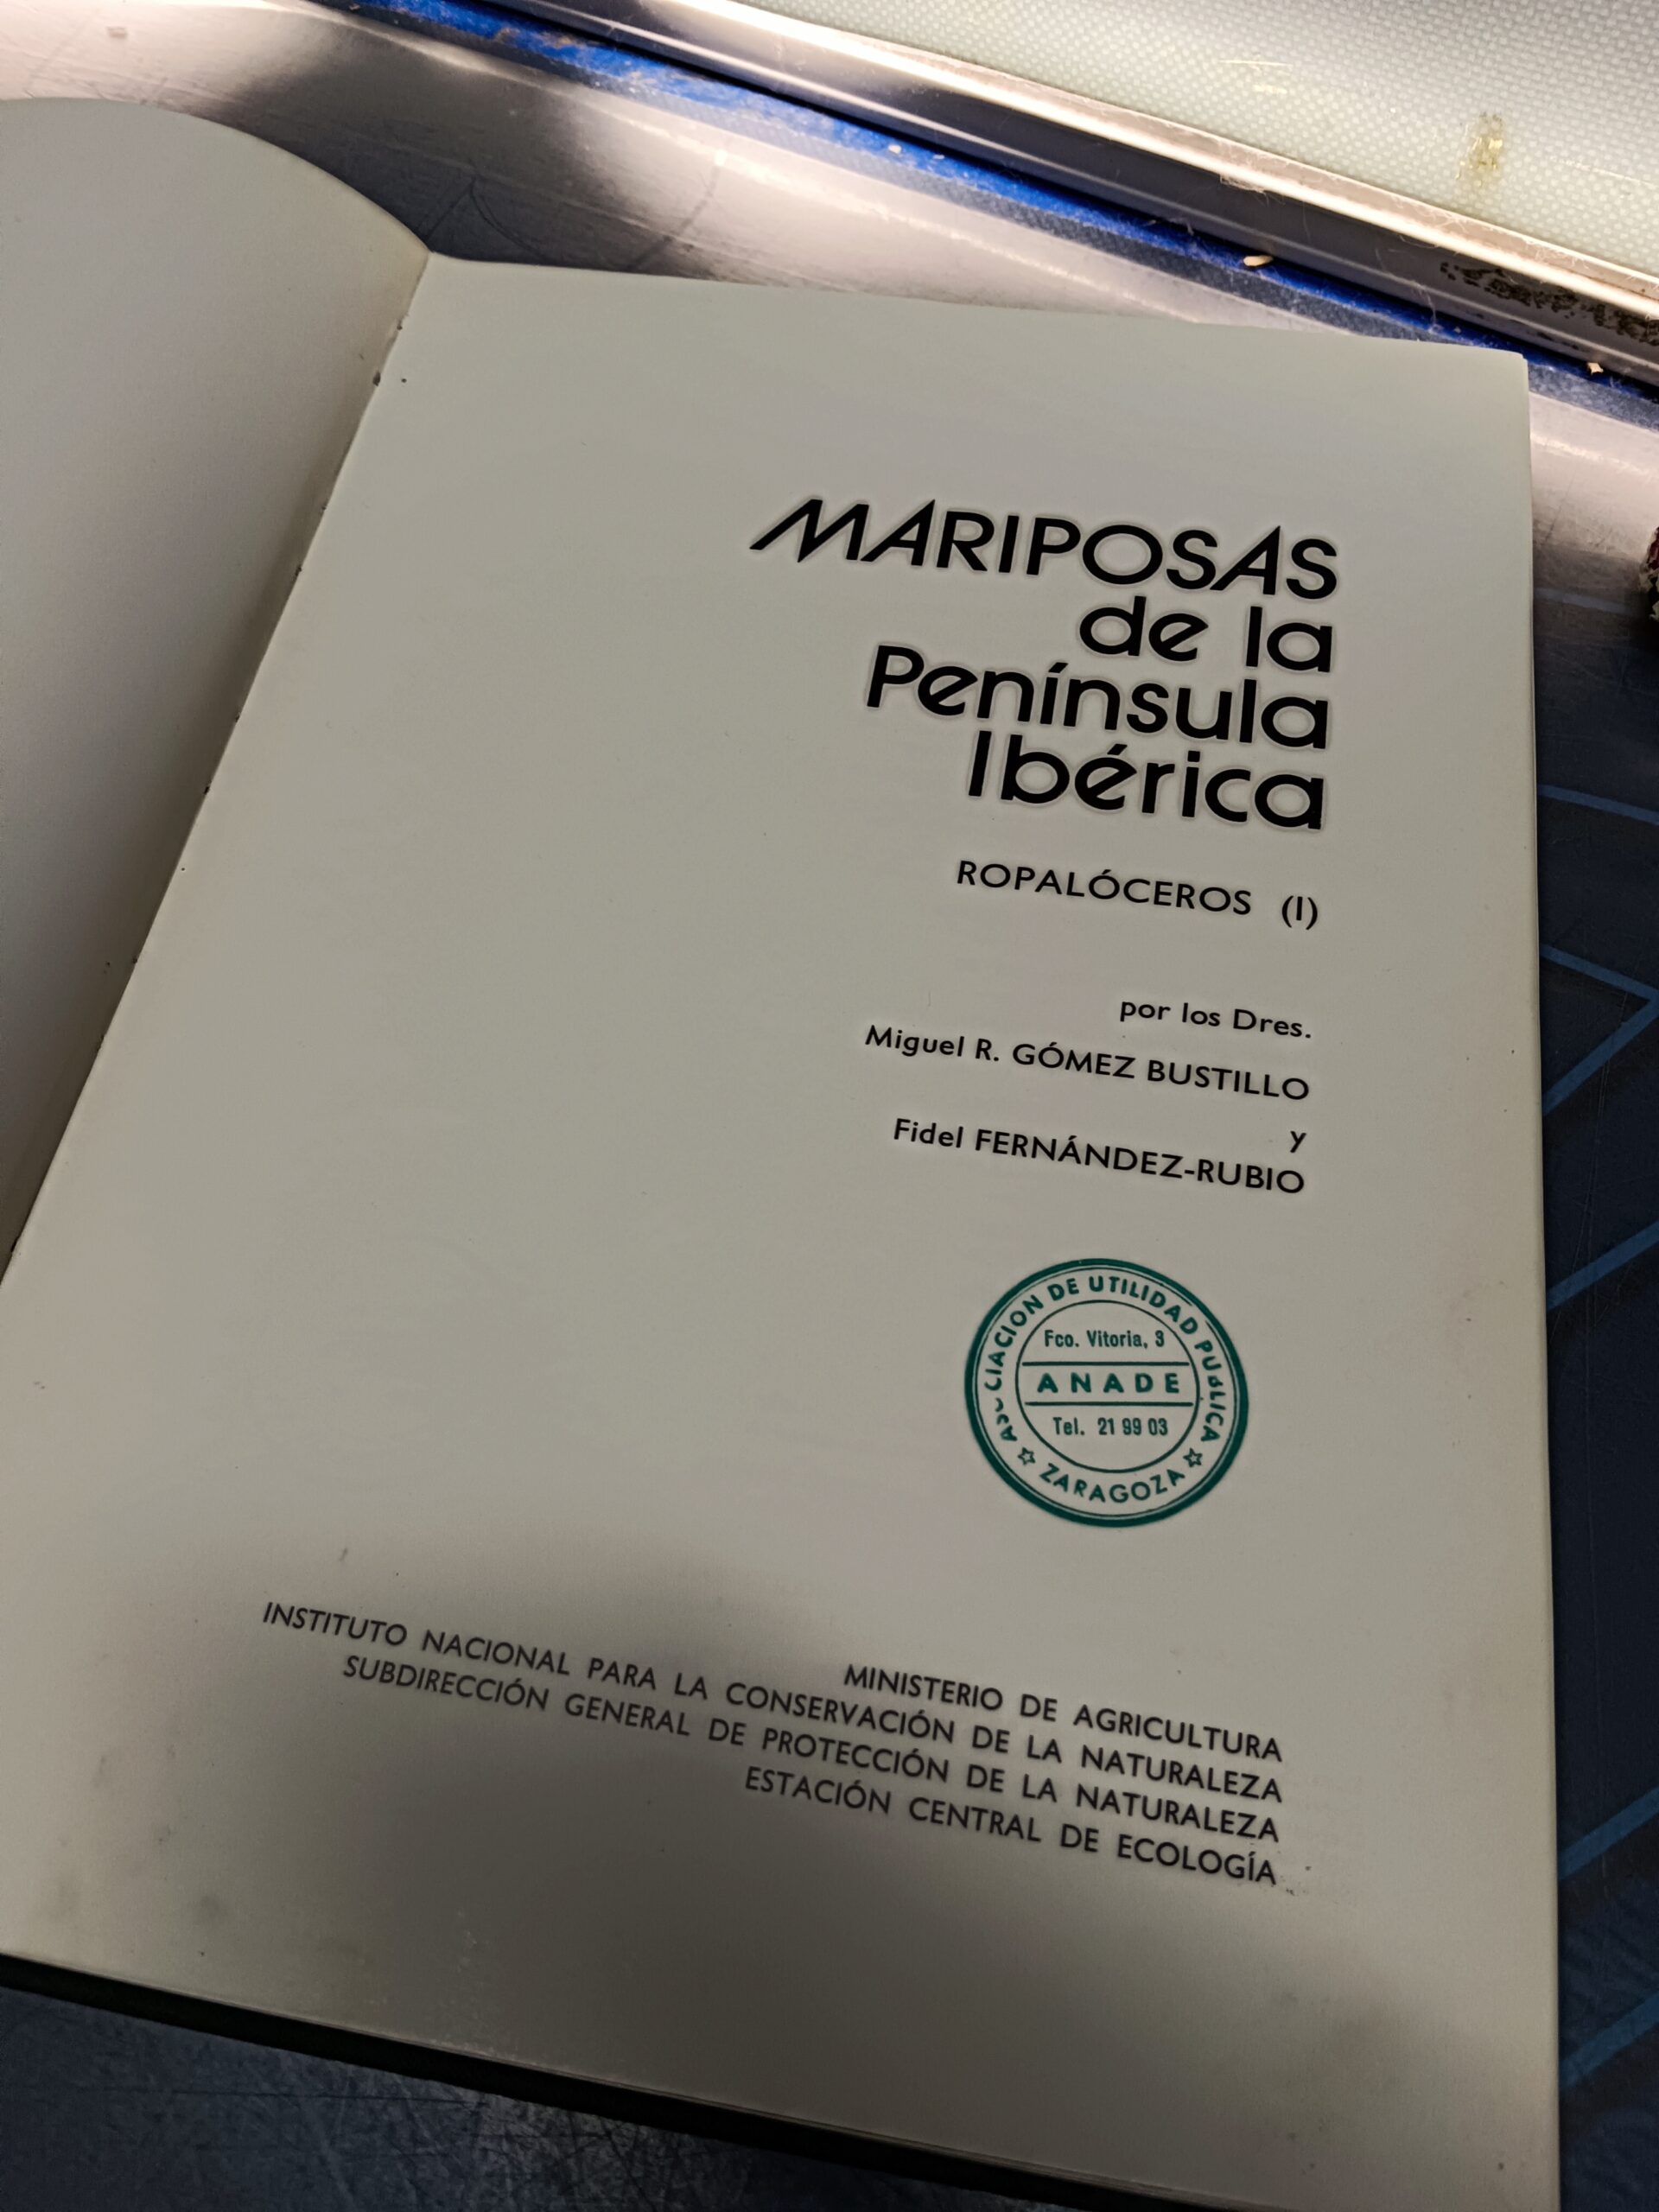 MARIPOSAS
de la
Península
Ibérica
ROPALÓCEROS (I)
por los Dres.
Miguel R. GÓMEZ BUSTILLO
y
Fidel FERNÁNDEZ-RUBIO
ASOCIACION DE UTILIDAD PUBLICA
Fco. Vitoria, 3
ANADE
Tel. 21 99 03
ZARAGOZA
MINISTERIO DE AGRICULTURA
INSTITUTO NACIONAL PARA LA CONSERVACIÓN DE LA NATURALEZA
SUBDIRECCIÓN GENERAL DE PROTECCIÓN DE LA NATURALEZA
ESTACIÓN CENTRAL DE ECOLOGÍA